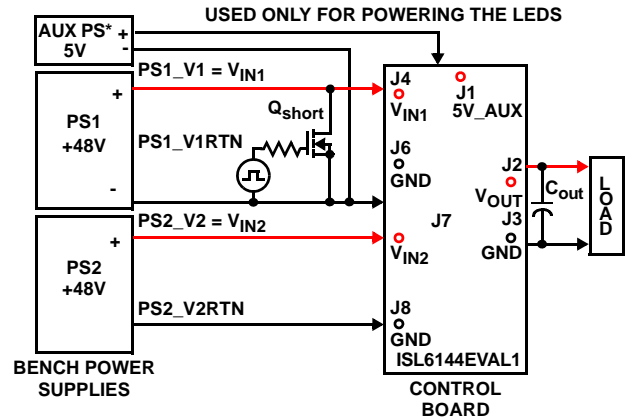 USED ONLY FOR POWERING THE LEDS
AUX PS* +
5V -
PS1_V1 = VIN1
+
PS1
+48V
-
PS1_V1RTN
Qshort
J4
VIN1
J1
5V_AUX
J6
GND
J2
VOUT
Cout
LOAD
J3
GND
J7
PS2_V2 = VIN2
+
PS2
+48V
VIN2
PS2_V2RTN
J8
GND
ISL6144EVAL1
BENCH POWER
SUPPLIES
CONTROL
BOARD